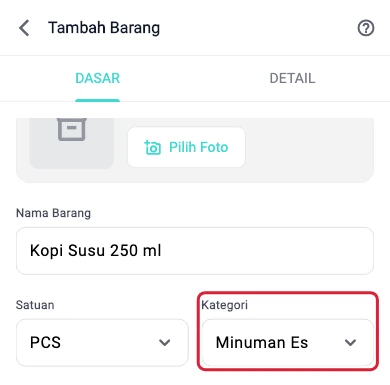 Tambah Barang
DASAR DETAIL
Pilih Foto
Nama Barang
Kopi Susu 250 ml
Satuan Kategori
PCS Minuman Es